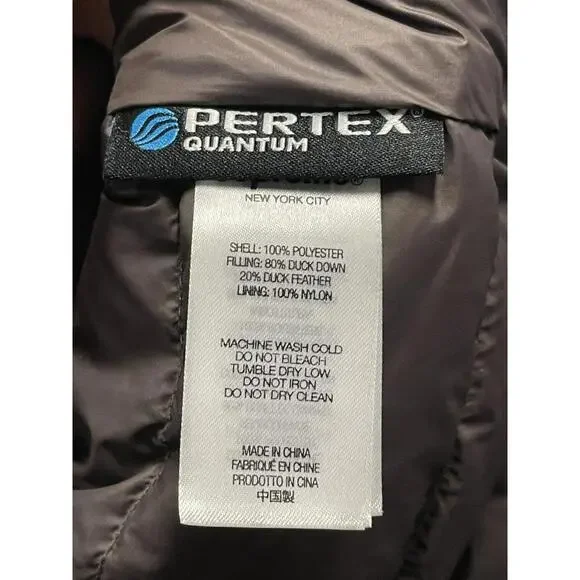 PERTEX®
QUANTUM
NEW YORK CITY
SHELL: 100% POLYESTER
FILLING: 80% DUCK DOWN
20% DUCK FEATHER
LINING: 100% NYLON
MACHINE WASH COLD
DO NOT BLEACH
TUMBLE DRY LOW
DO NOT IRON
DO NOT DRY CLEAN
MADE IN CHINA
FABRIQUÉ EN CHINE
PRODOTTO IN CINA
中国製